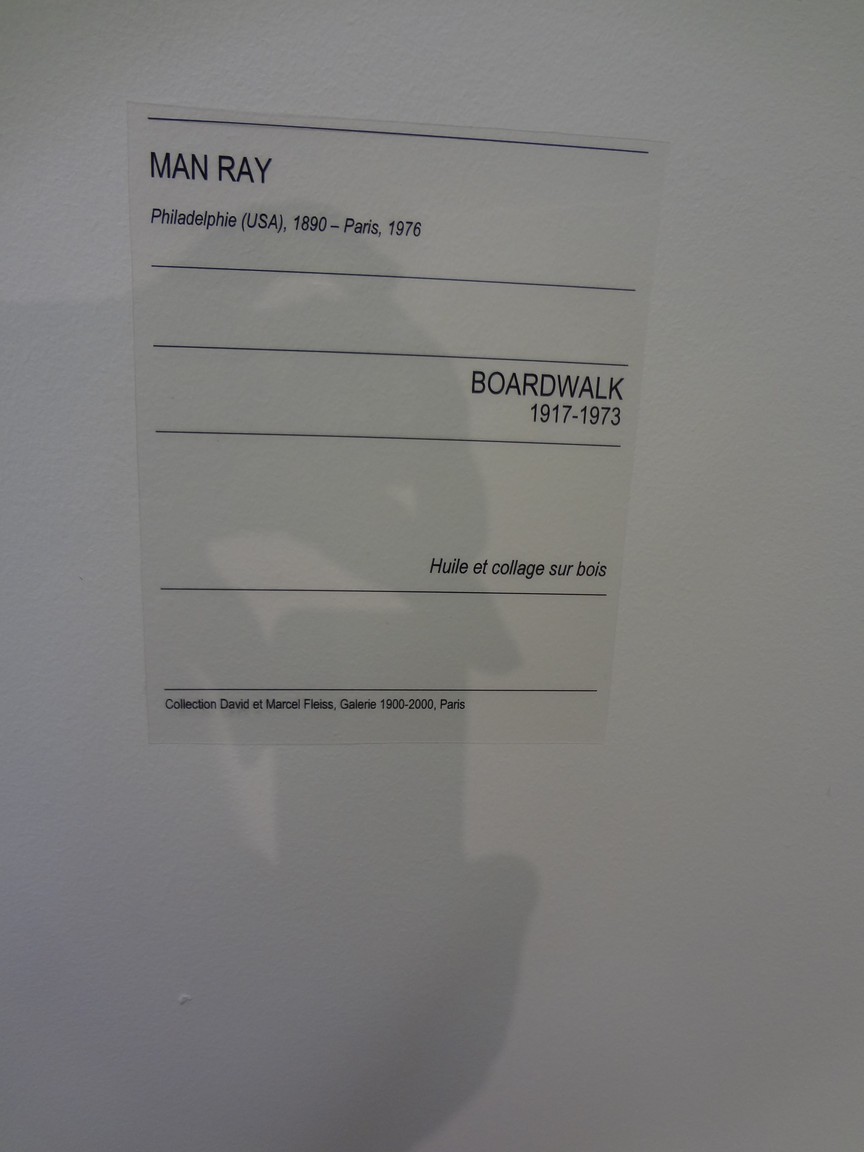 MAN RAY
Philadelphie (USA), 1890 – Paris, 1976
BOARDWALK
1917-1973
Huile et collage sur bois
Collection David et Marcel Fleiss, Galerie 1900-2000, Paris